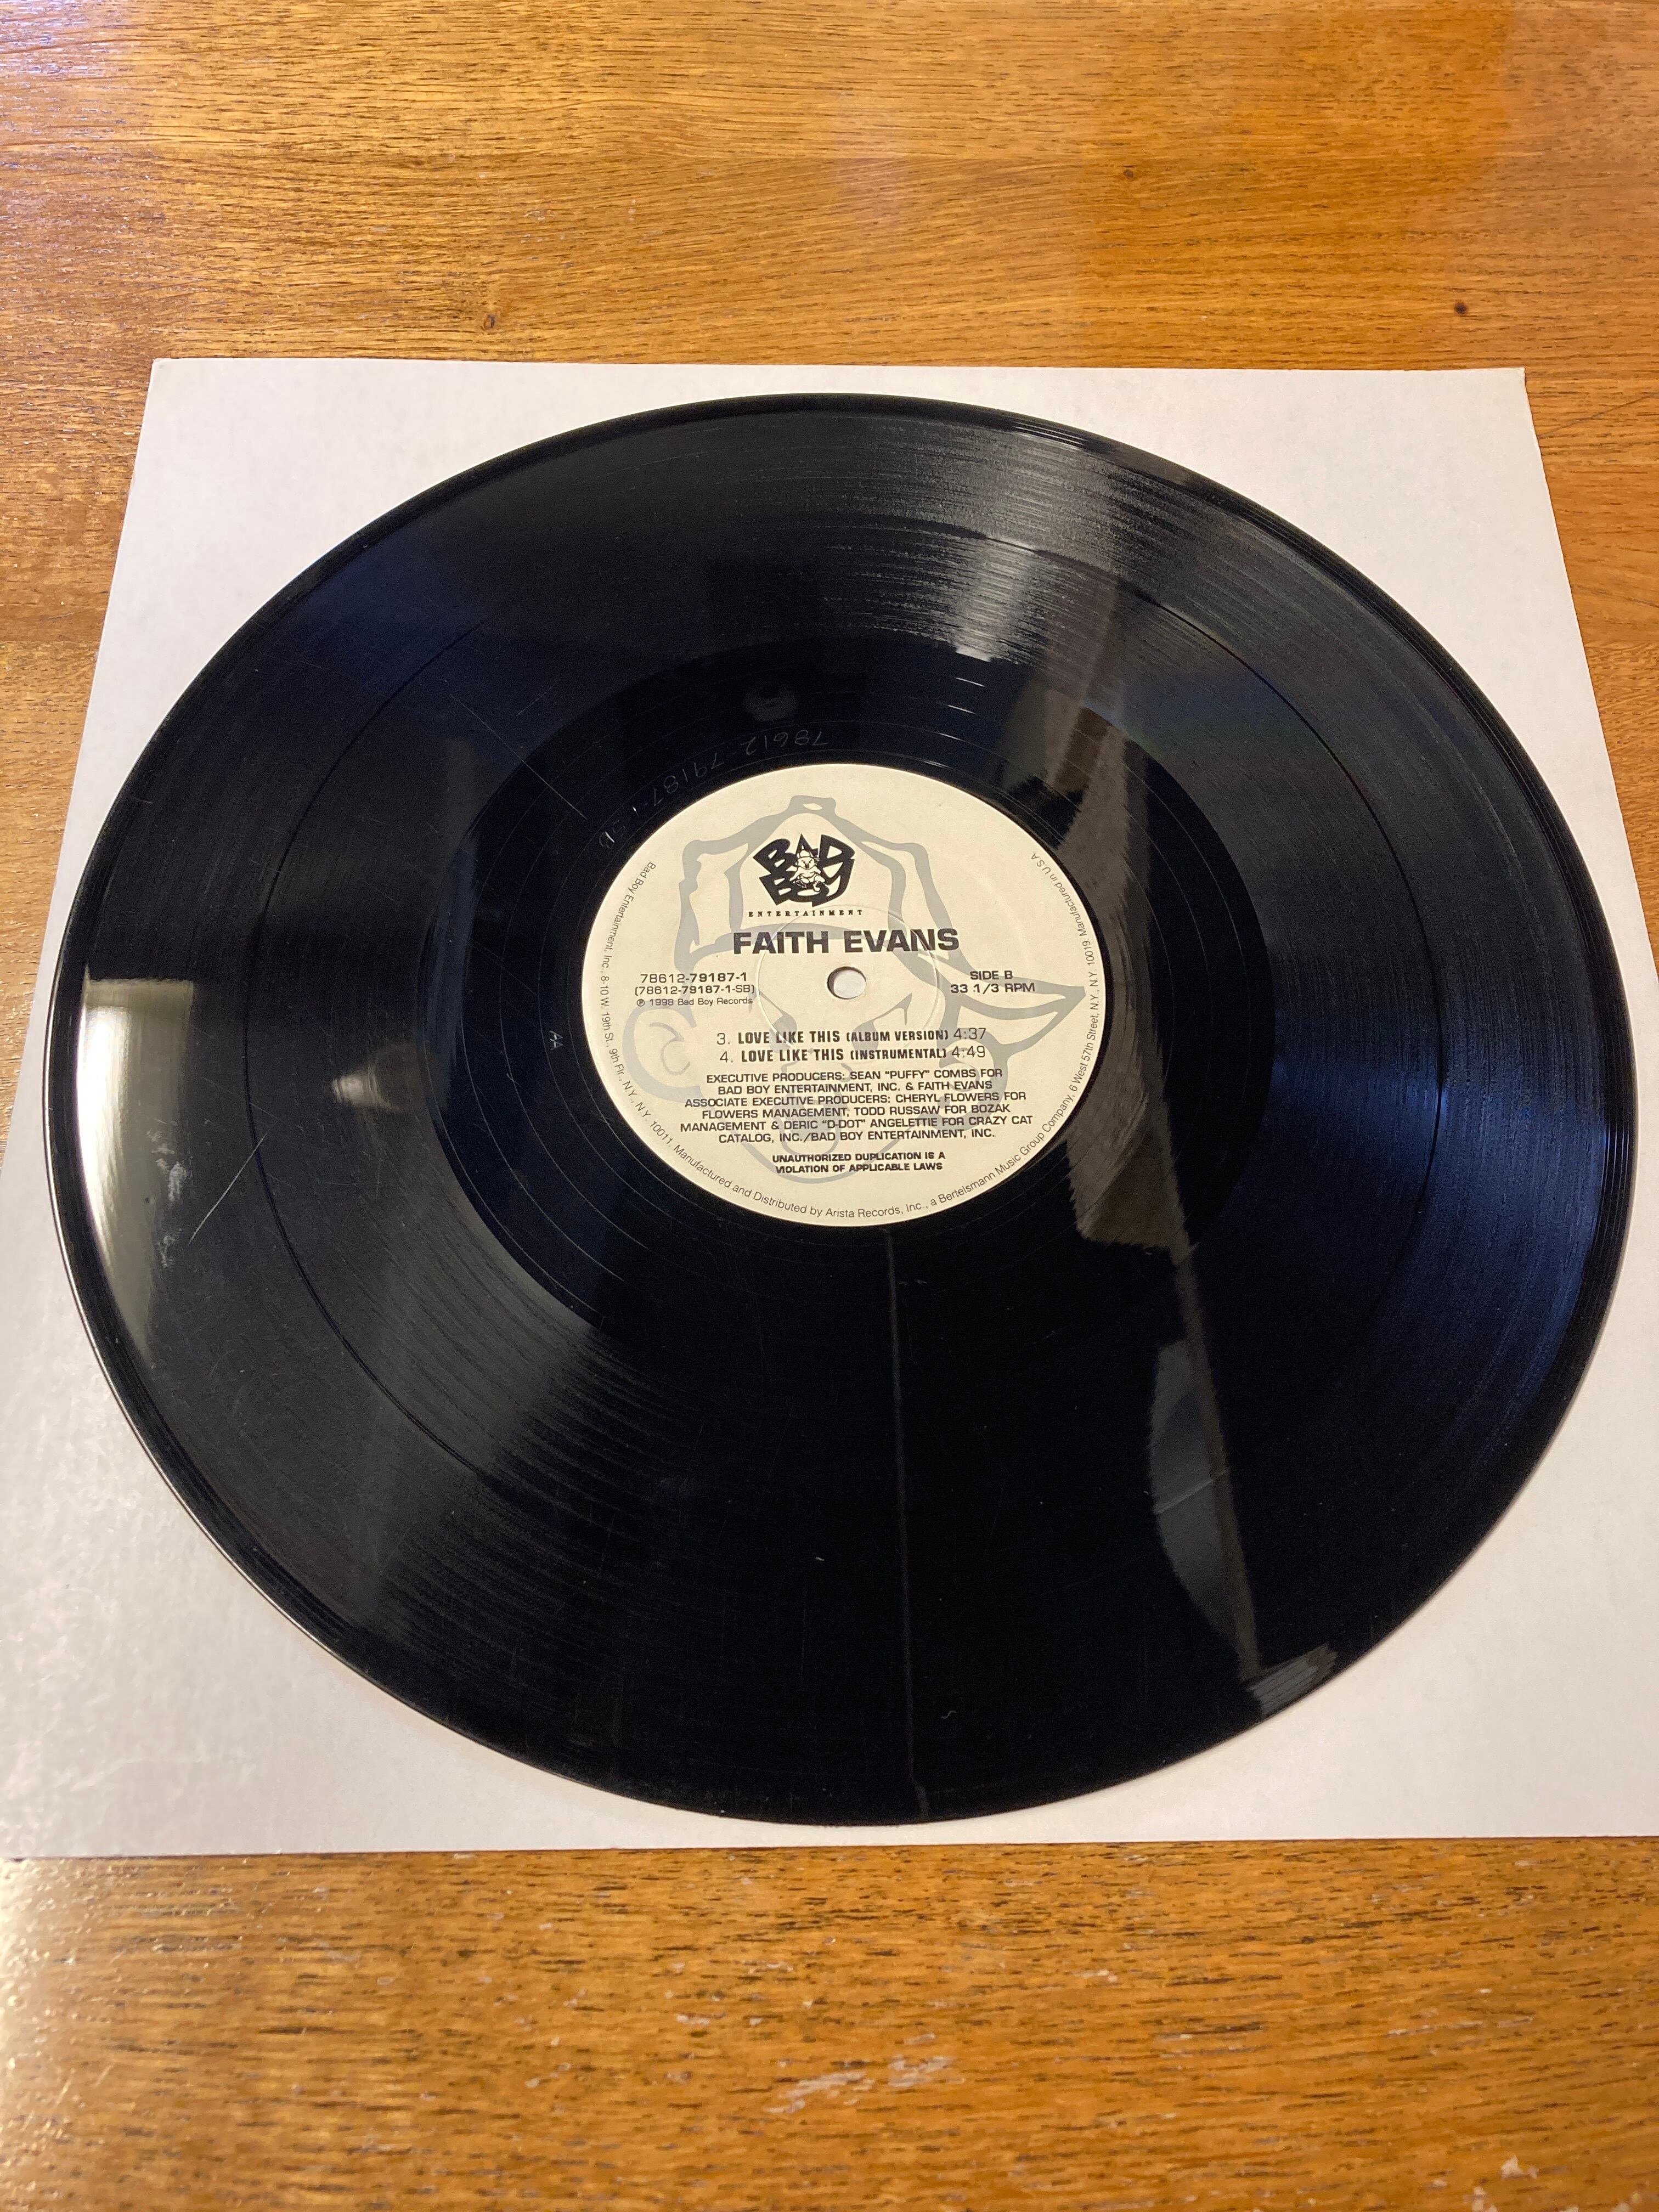 BAD BOY
ENTERTAINMENT
FAITH EVANS
78612-79187-1
(78612-79187-1-SB)
℗ 1998 Bad Boy Records
SIDE B
33 1/3 RPM
3. LOVE LIKE THIS (ALBUM VERSION) 4:37
4. LOVE LIKE THIS (INSTRUMENTAL) 4:49
EXECUTIVE PRODUCERS: SEAN "PUFFY" COMBS FOR
BAD BOY ENTERTAINMENT, INC. & FAITH EVANS
ASSOCIATE EXECUTIVE PRODUCERS: CHERYL FLOWERS FOR
FLOWERS MANAGEMENT, TODD RUSSAW FOR BOZAK
MANAGEMENT & DERIC "D-DOT" ANGELETTIE FOR CRAZY CAT
CATALOG, INC./BAD BOY ENTERTAINMENT, INC.
UNAUTHORIZED DUPLICATION IS A
VIOLATION OF APPLICABLE LAWS
Bad Boy Entertainment, Inc., 8-10 W. 19th St., 9th Flr., N.Y., N.Y. 10011. Manufactured and Distributed by Arista Records, Inc., a Bertelsmann Music Group Company, 6 West 57th Street, N.Y., N.Y. 10019 Manufactured in U.S.A.
78612-79187-1 SB
AA